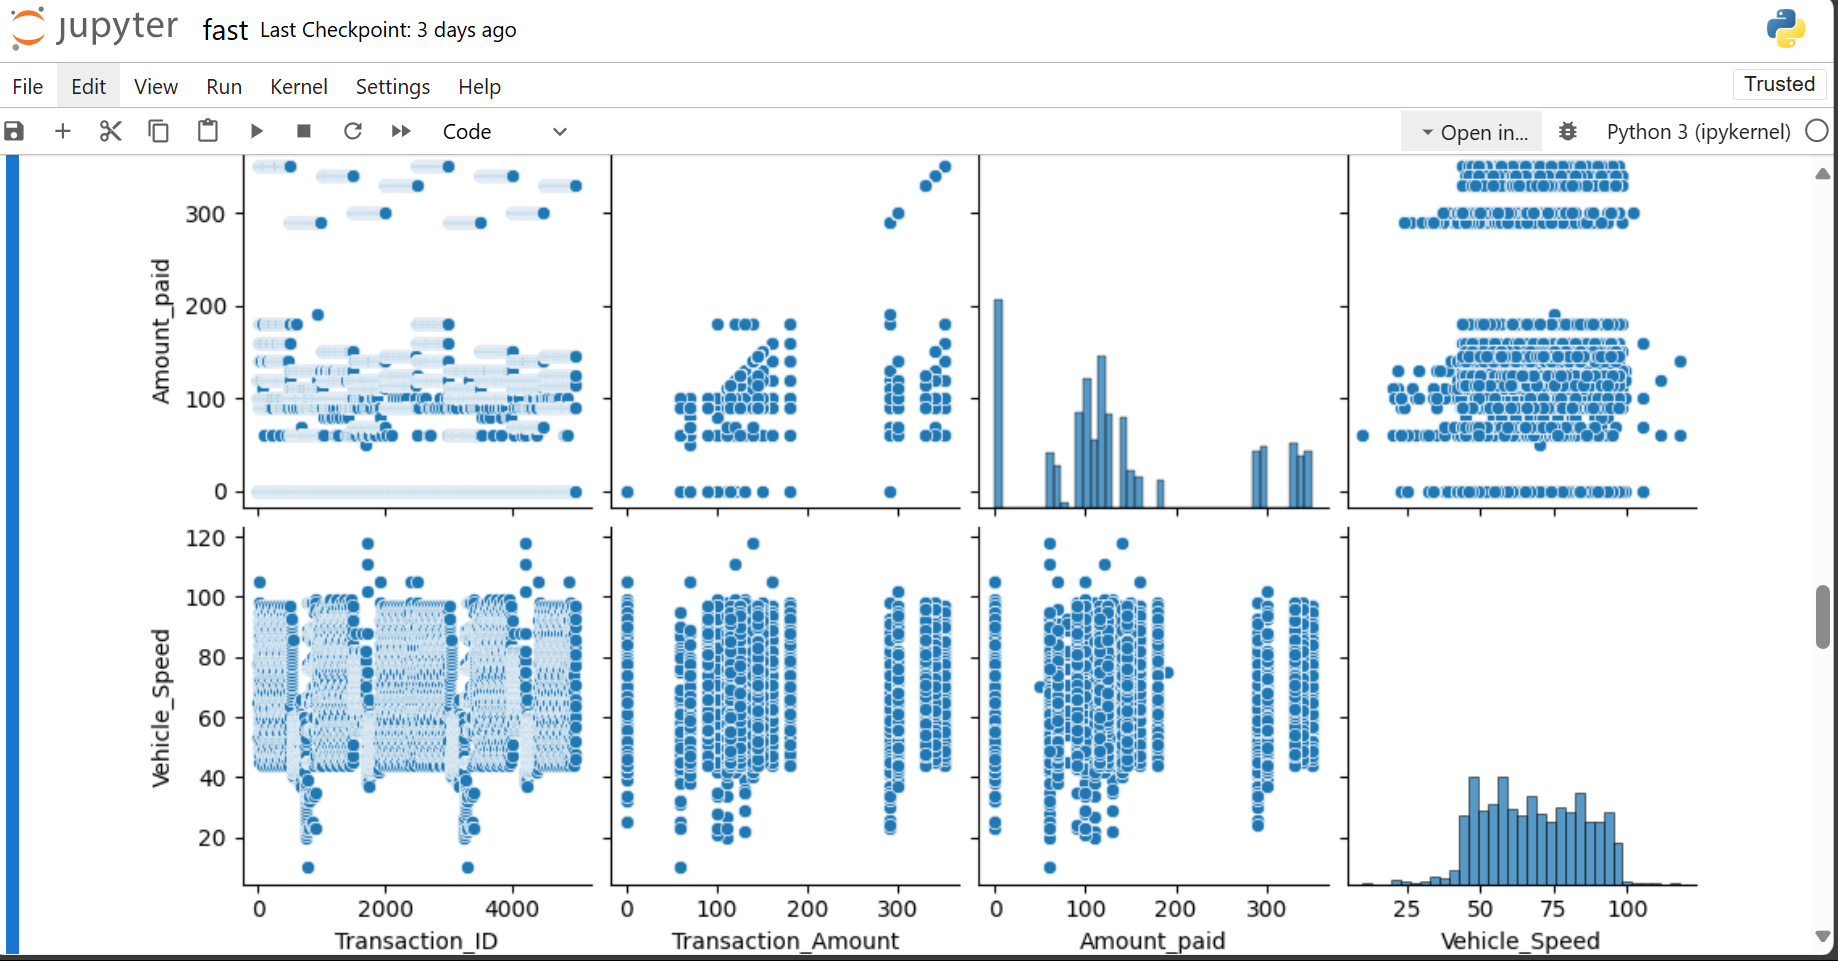 jupyter fast Last Checkpoint: 3 days ago
File Edit View Run Kernel Settings Help Trusted
Code Open in... Python 3 (ipykernel)
Amount_paid
300
200
100
0
Vehicle_Speed
120
100
80
60
40
20
0 2000 4000 0 100 200 300 0 100 200 300 25 50 75 100
Transaction_ID Transaction_Amount Amount_paid Vehicle_Speed